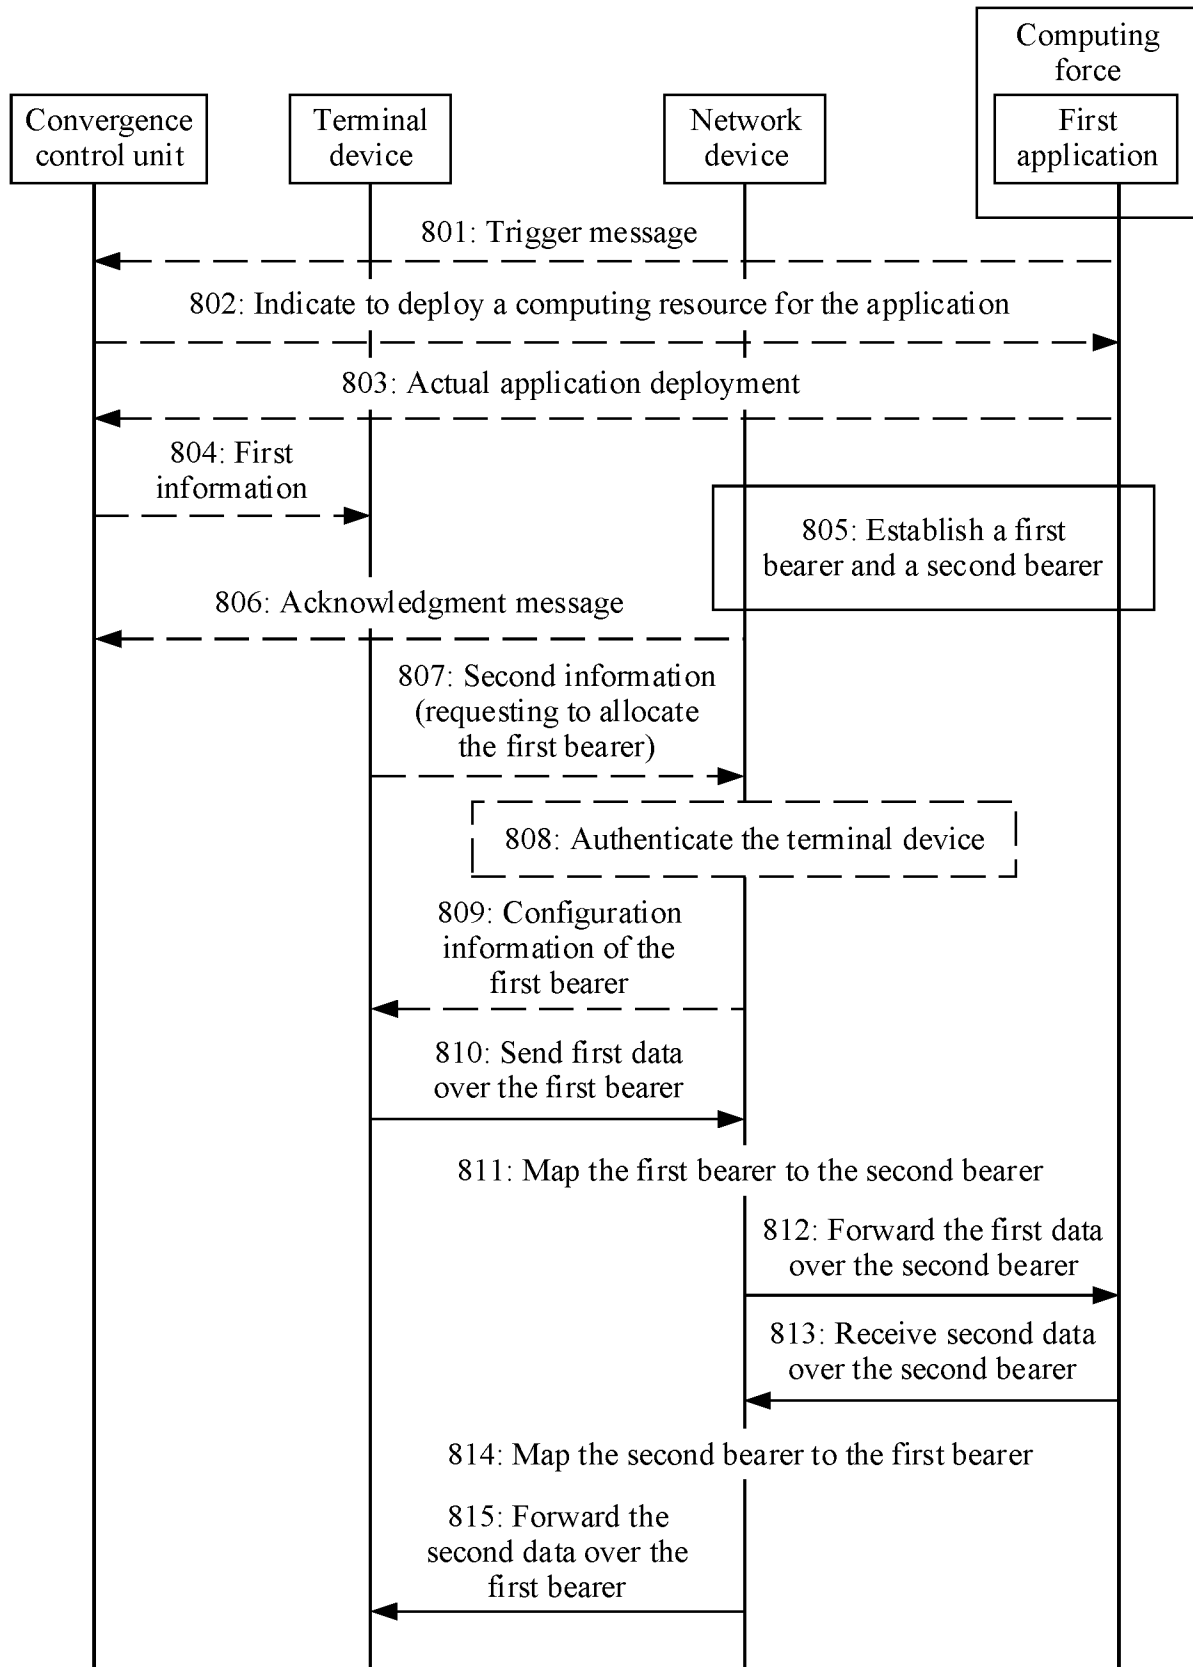 Computing
force
Convergence
control unit
Terminal
device
Network
device
First
application
801: Trigger message
802: Indicate to deploy a computing resource for the application
803: Actual application deployment
804: First
information
805: Establish a first
bearer and a second bearer
806: Acknowledgment message
807: Second information
(requesting to allocate
the first bearer)
808: Authenticate the terminal device
809: Configuration
information of the
first bearer
810: Send first data
over the first bearer
811: Map the first bearer to the second bearer
812: Forward the first data
over the second bearer
813: Receive second data
over the second bearer
814: Map the second bearer to the first bearer
815: Forward the
second data over the
first bearer